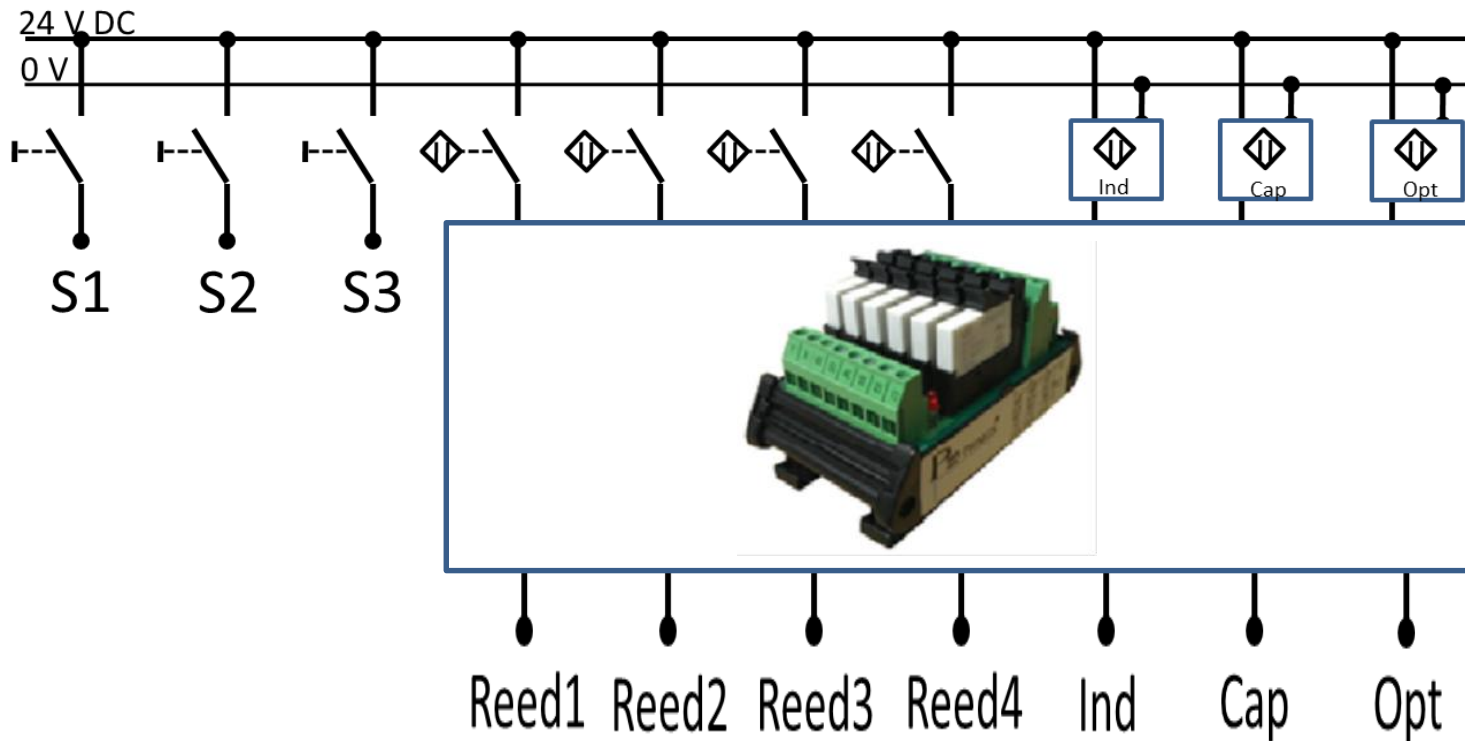 24 V DC
0 V
Ind
Cap
Opt
S1
S2
S3
Reed1
Reed2
Reed3
Reed4
Ind
Cap
Opt